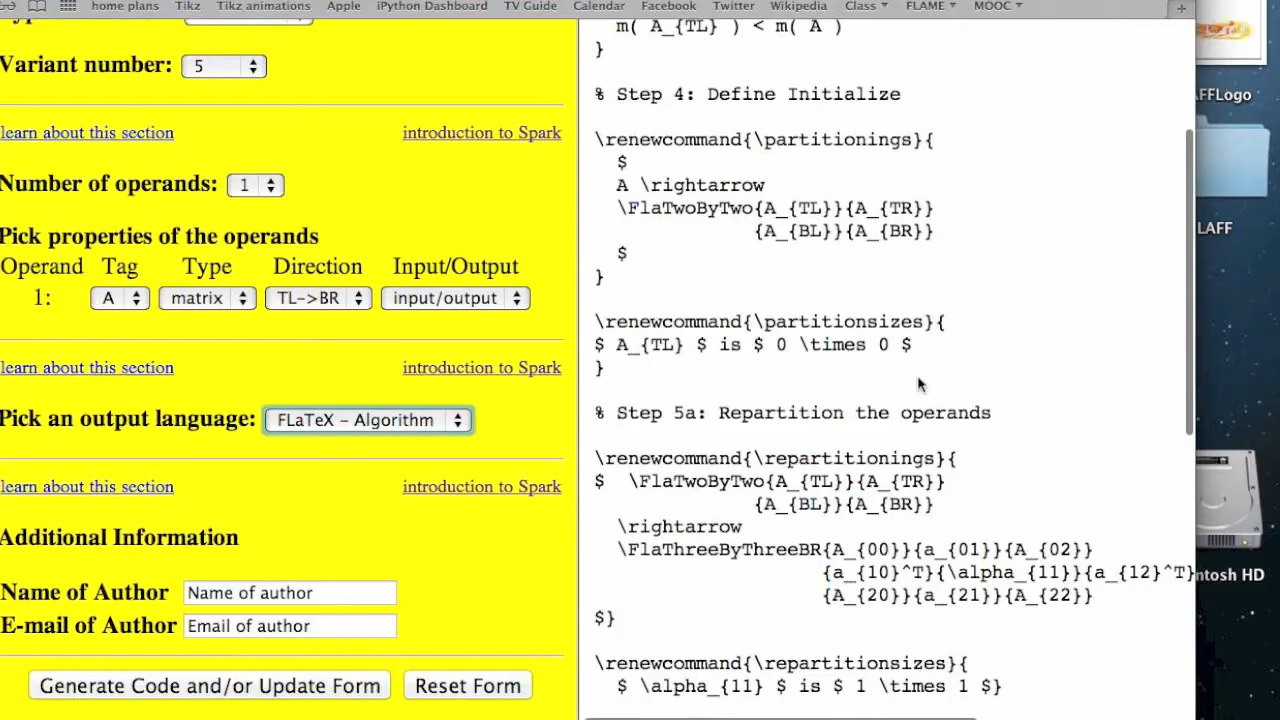 home plans Tikz Tikz animations Apple iPython Dashboard TV Guide Calendar Facebook Twitter Wikipedia Class FLAME MOOC
Variant number: 5
learn about this section introduction to Spark
Number of operands: 1
Pick properties of the operands
Operand Tag Type Direction Input/Output
1: A matrix TL->BR input/output
learn about this section introduction to Spark
Pick an output language: FLaTeX - Algorithm
learn about this section introduction to Spark
Additional Information
Name of Author Name of author
E-mail of Author Email of author
Generate Code and/or Update Form Reset Form
m( A_{TL} ) < m( A )
}
% Step 4: Define Initialize
\renewcommand{\partitionings}{
$
A \rightarrow
\FlaTwoByTwo{A_{TL}}{A_{TR}}
{A_{BL}}{A_{BR}}
$
}
\renewcommand{\partitionsizes}{
$ A_{TL} $ is $ 0 \times 0 $
}
% Step 5a: Repartition the operands
\renewcommand{\repartitionings}{
$ \FlaTwoByTwo{A_{TL}}{A_{TR}}
{A_{BL}}{A_{BR}}
\rightarrow
\FlaThreeByThreeBR{A_{00}}{a_{01}}{A_{02}}
{a_{10}^T}{\alpha_{11}}{a_{12}^T}
{A_{20}}{a_{21}}{A_{22}}
$}
\renewcommand{\repartitionsizes}{
$ \alpha_{11} $ is $ 1 \times 1 $}
AFFLogo
LAFF
ntosh HD